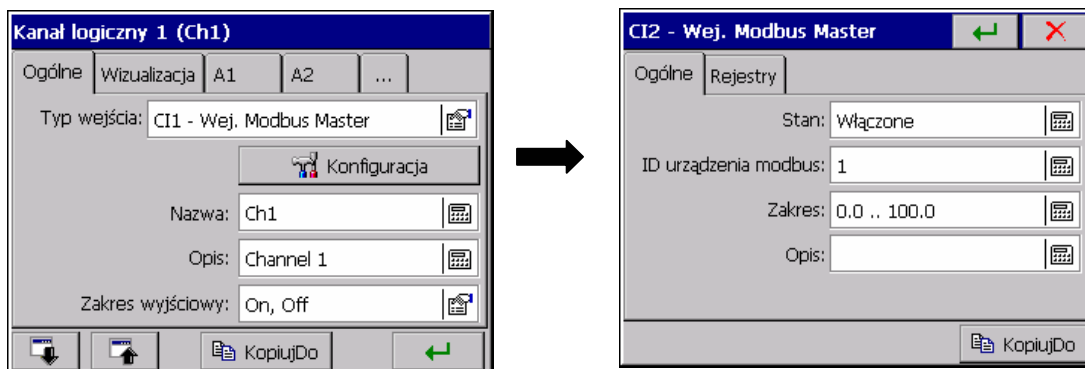 Kanał logiczny 1 (Ch1)
Ogólne Wizualizacja A1 A2 ...
Typ wejścia: CI1 - Wej. Modbus Master
Konfiguracja
Nazwa: Ch1
Opis: Channel 1
Zakres wyjściowy: On, Off
KopiujDo
CI2 - Wej. Modbus Master
Ogólne Rejestry
Stan: Włączone
ID urządzenia modbus: 1
Zakres: 0.0 .. 100.0
Opis:
KopiujDo